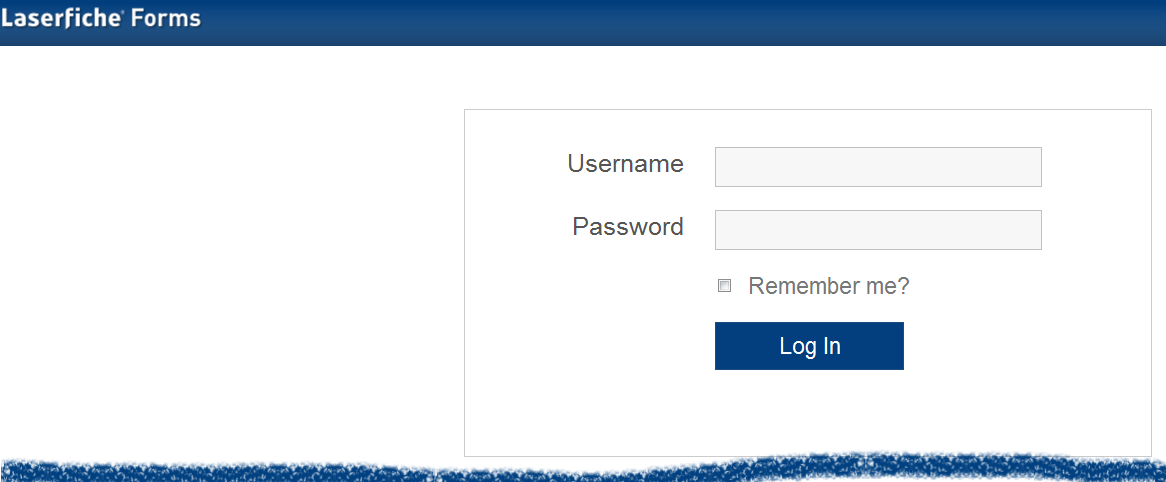 Laserfiche® Forms
Username
Password
Remember me?
Log In